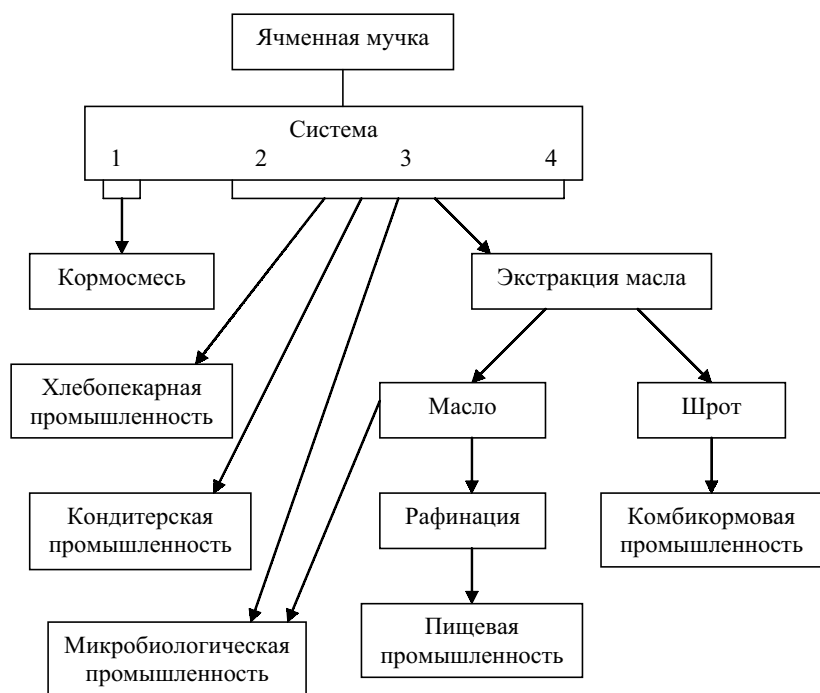 Ячменная мучка
Система
1 2 3 4
Кормосмесь
Экстракция масла
Хлебопекарная
промышленность
Масло
Шрот
Кондитерская
промышленность
Рафинация
Комбикормовая
промышленность
Микробиологическая
промышленность
Пищевая
промышленность